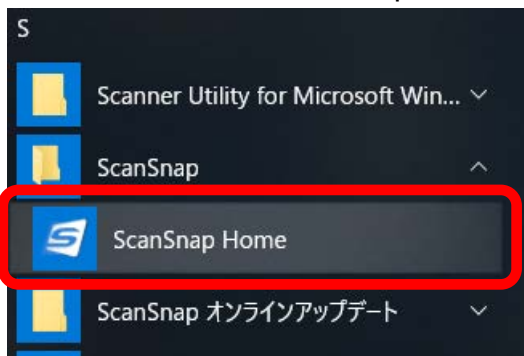 S
Scanner Utility for Microsoft Win...
ScanSnap
ScanSnap Home
ScanSnap オンラインアップデート